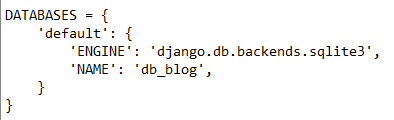 DATABASES = {
    'default': {
        'ENGINE': 'django.db.backends.sqlite3',
        'NAME': 'db_blog',
    }
}